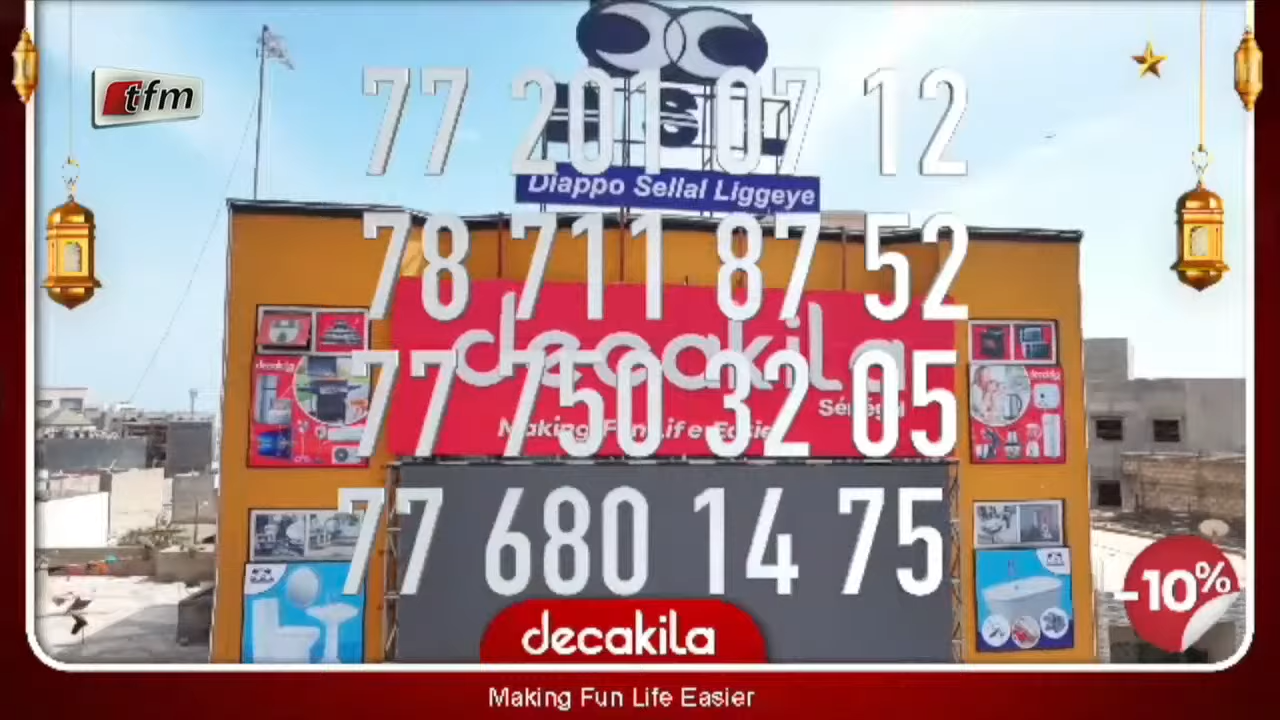 tfm
77 201 07 12
Diappo Sellal Liggeye
78 711 87 52
decakila
Sénégal
77 750 32 05
Making Fun Life Easier
77 680 14 75
-10%
decakila
Making Fun Life Easier